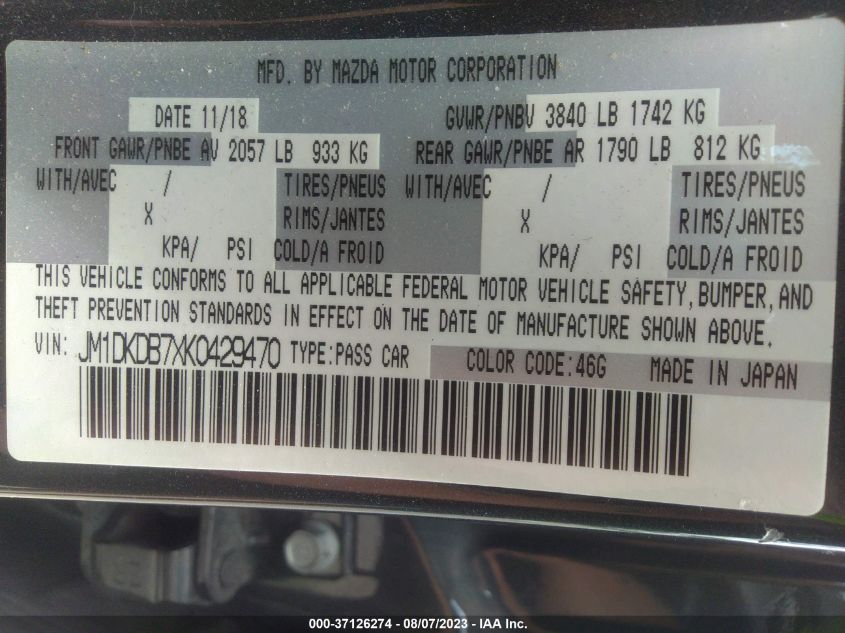 MFD. BY MAZDA MOTOR CORPORATION
DATE 11/18 GVWR/PNBV 3840 LB 1742 KG
FRONT GAWR/PNBE AV 2057 LB 933 KG REAR GAWR/PNBE AR 1790 LB 812 KG
WITH/AVEC / TIRES/PNEUS WITH/AVEC / TIRES/PNEUS
X RIMS/JANTES X RIMS/JANTES
KPA/ PSI COLD/A FROID KPA/ PSI COLD/A FROID
THIS VEHICLE CONFORMS TO ALL APPLICABLE FEDERAL MOTOR VEHICLE SAFETY, BUMPER, AND
THEFT PREVENTION STANDARDS IN EFFECT ON THE DATE OF MANUFACTURE SHOWN ABOVE.
VIN: JM1DKDB7XK0429470 TYPE:PASS CAR COLOR CODE:46G MADE IN JAPAN
000-37126274 - 08/07/2023 - IAA Inc.